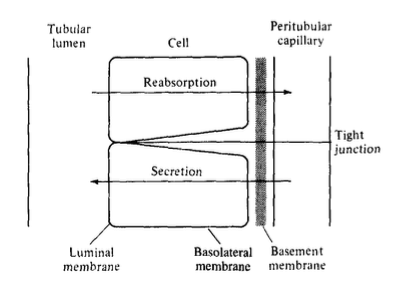 Tubular
lumen
Cell
Peritubular
capillary
Reabsorption
Tight
junction
Secretion
Luminal
membrane
Basolateral
membrane
Basement
membrane